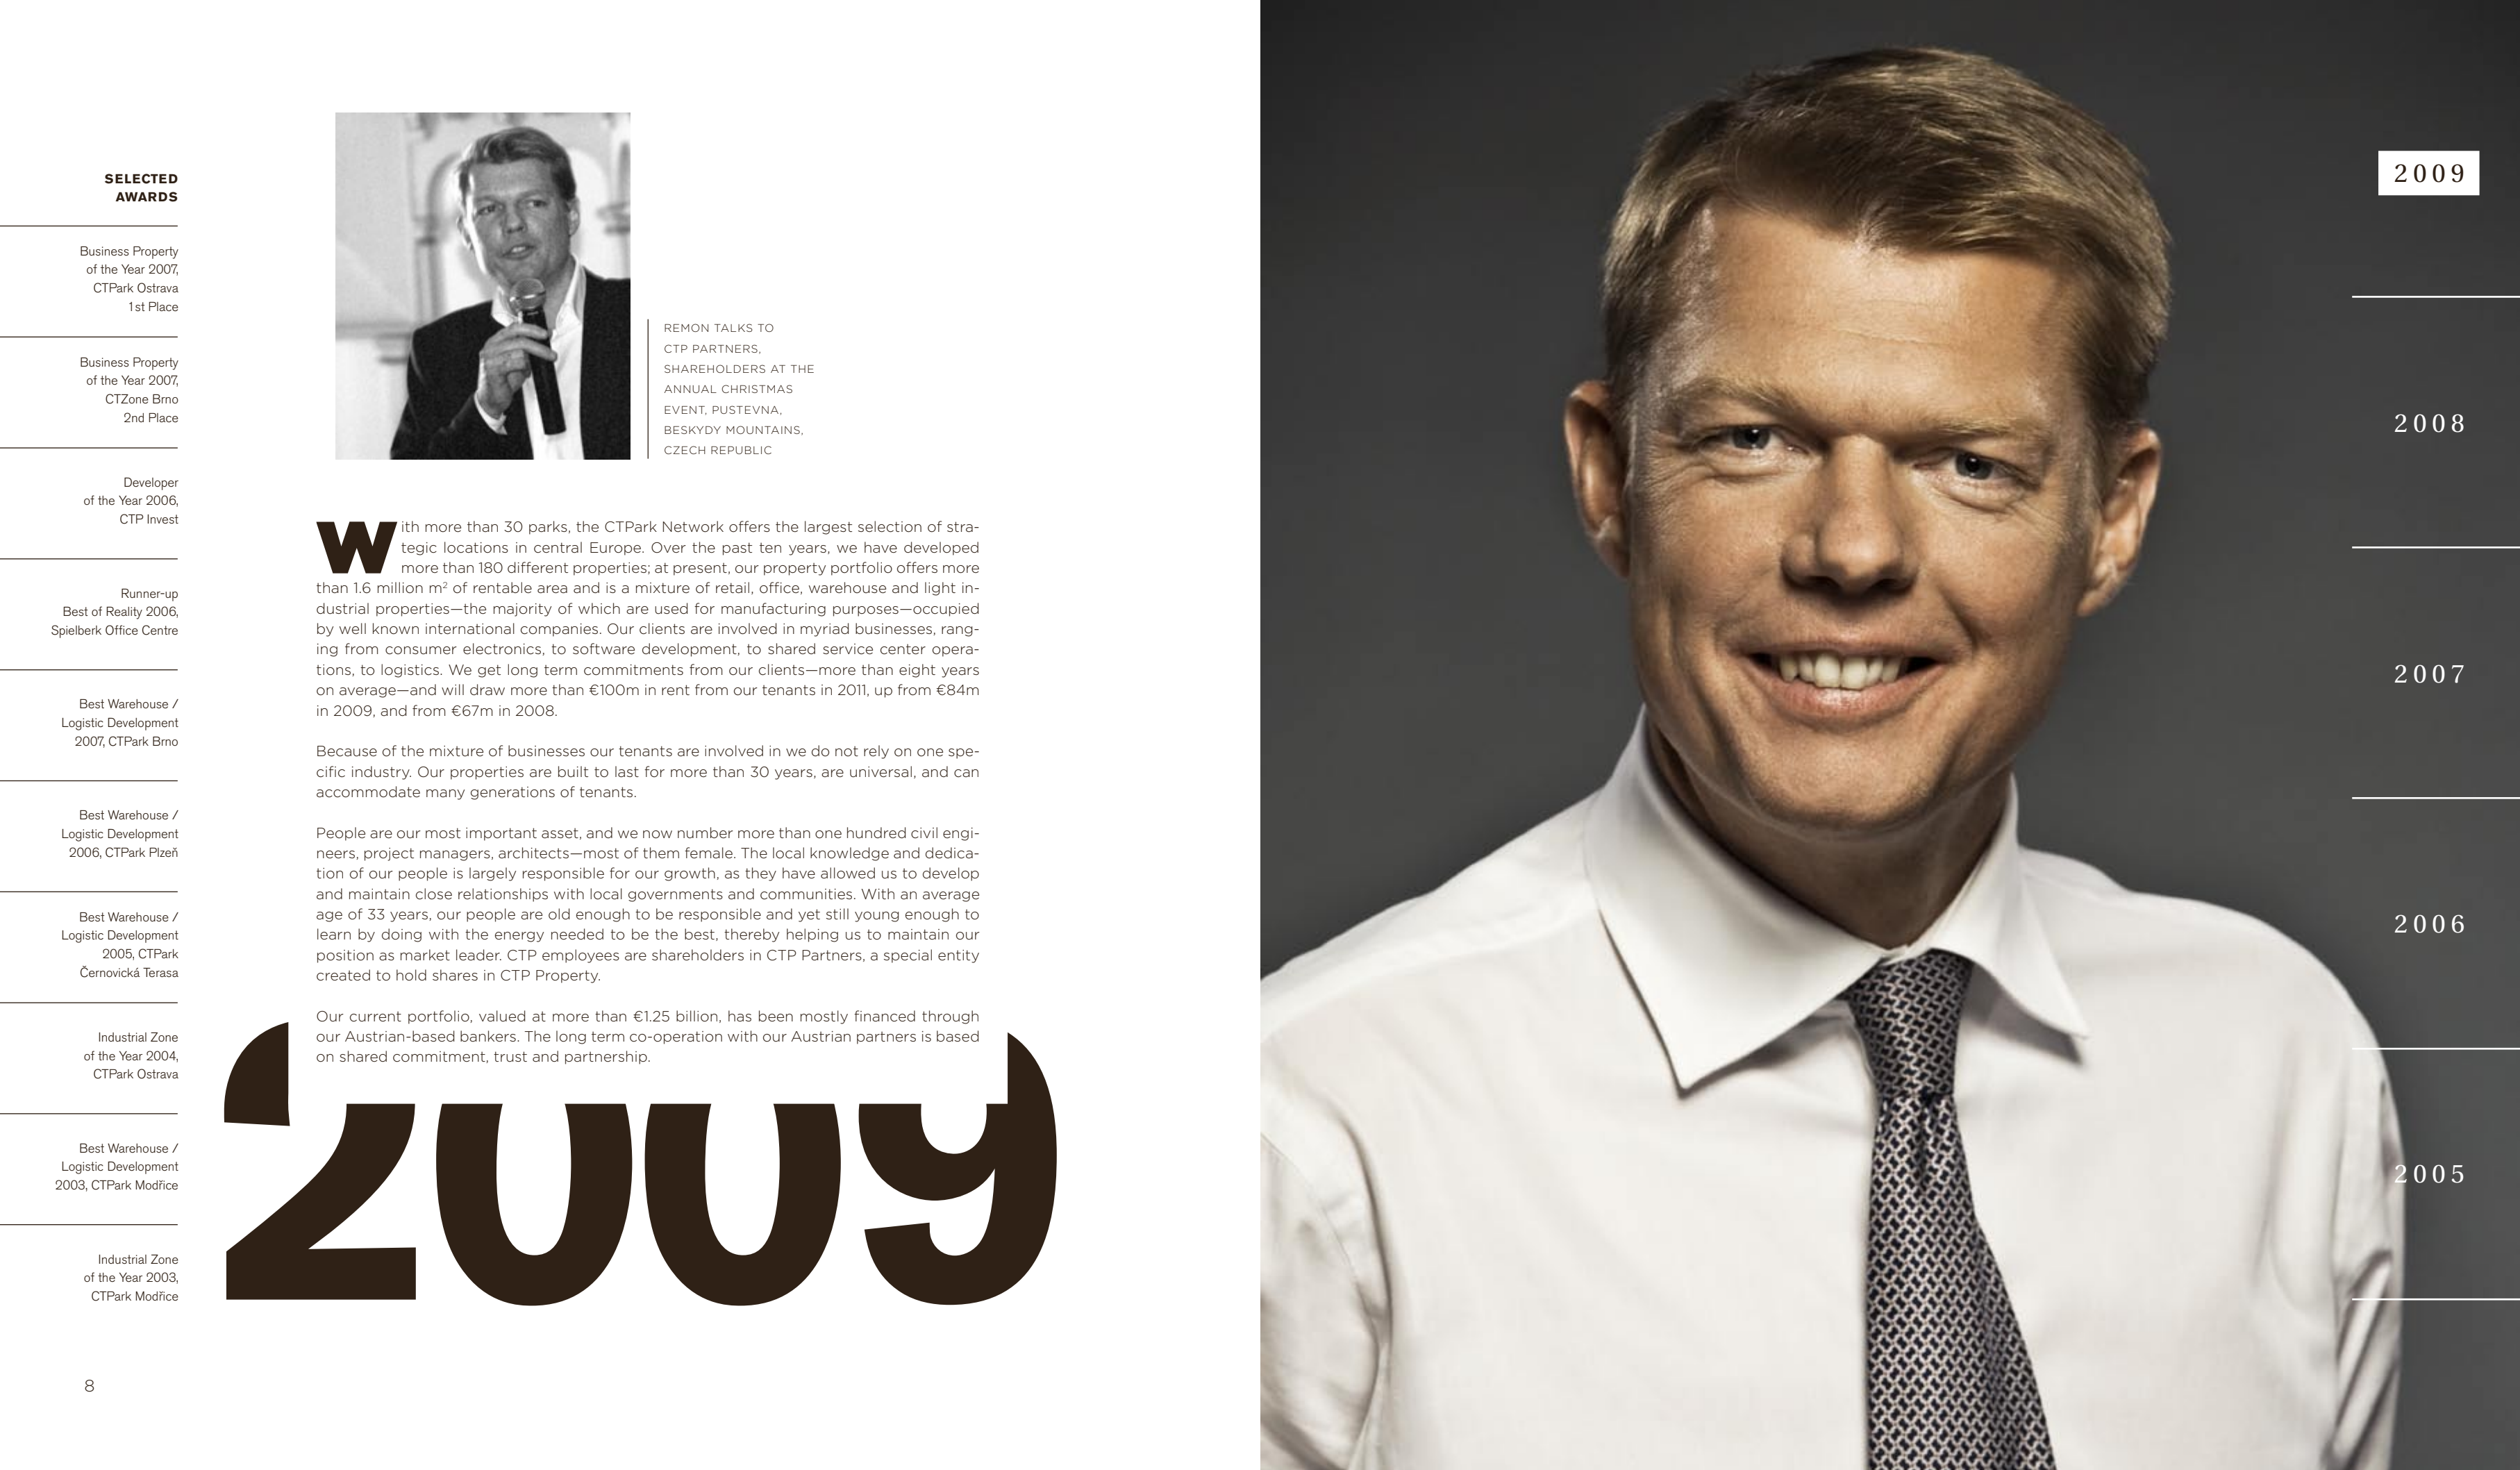 SELECTED
AWARDS
Business Property
of the Year 2007,
CTPark Ostrava
1st Place
Business Property
of the Year 2007,
CTZone Brno
2nd Place
Developer
of the Year 2006,
CTP Invest
Runner-up
Best of Reality 2006,
Spielberk Office Centre
Best Warehouse /
Logistic Development
2007, CTPark Brno
Best Warehouse /
Logistic Development
2006, CTPark Plzeň
Best Warehouse /
Logistic Development
2005, CTPark
Černovická Terasa
Industrial Zone
of the Year 2004,
CTPark Ostrava
Best Warehouse /
Logistic Development
2003, CTPark Modřice
Industrial Zone
of the Year 2003,
CTPark Modřice
8
REMON TALKS TO
CTP PARTNERS,
SHAREHOLDERS AT THE
ANNUAL CHRISTMAS
EVENT, PUSTEVNA,
BESKYDY MOUNTAINS,
CZECH REPUBLIC
With more than 30 parks, the CTPark Network offers the largest selection of stra-
tegic locations in central Europe. Over the past ten years, we have developed
more than 180 different properties; at present, our property portfolio offers more
than 1.6 million m² of rentable area and is a mixture of retail, office, warehouse and light in-
dustrial properties—the majority of which are used for manufacturing purposes—occupied
by well known international companies. Our clients are involved in myriad businesses, rang-
ing from consumer electronics, to software development, to shared service center opera-
tions, to logistics. We get long term commitments from our clients—more than eight years
on average—and will draw more than €100m in rent from our tenants in 2011, up from €84m
in 2009, and from €67m in 2008.
Because of the mixture of businesses our tenants are involved in we do not rely on one spe-
cific industry. Our properties are built to last for more than 30 years, are universal, and can
accommodate many generations of tenants.
People are our most important asset, and we now number more than one hundred civil engi-
neers, project managers, architects—most of them female. The local knowledge and dedica-
tion of our people is largely responsible for our growth, as they have allowed us to develop
and maintain close relationships with local governments and communities. With an average
age of 33 years, our people are old enough to be responsible and yet still young enough to
learn by doing with the energy needed to be the best, thereby helping us to maintain our
position as market leader. CTP employees are shareholders in CTP Partners, a special entity
created to hold shares in CTP Property.
Our current portfolio, valued at more than €1.25 billion, has been mostly financed through
our Austrian-based bankers. The long term co-operation with our Austrian partners is based
on shared commitment, trust and partnership.
2009
2009
2008
2007
2006
2005